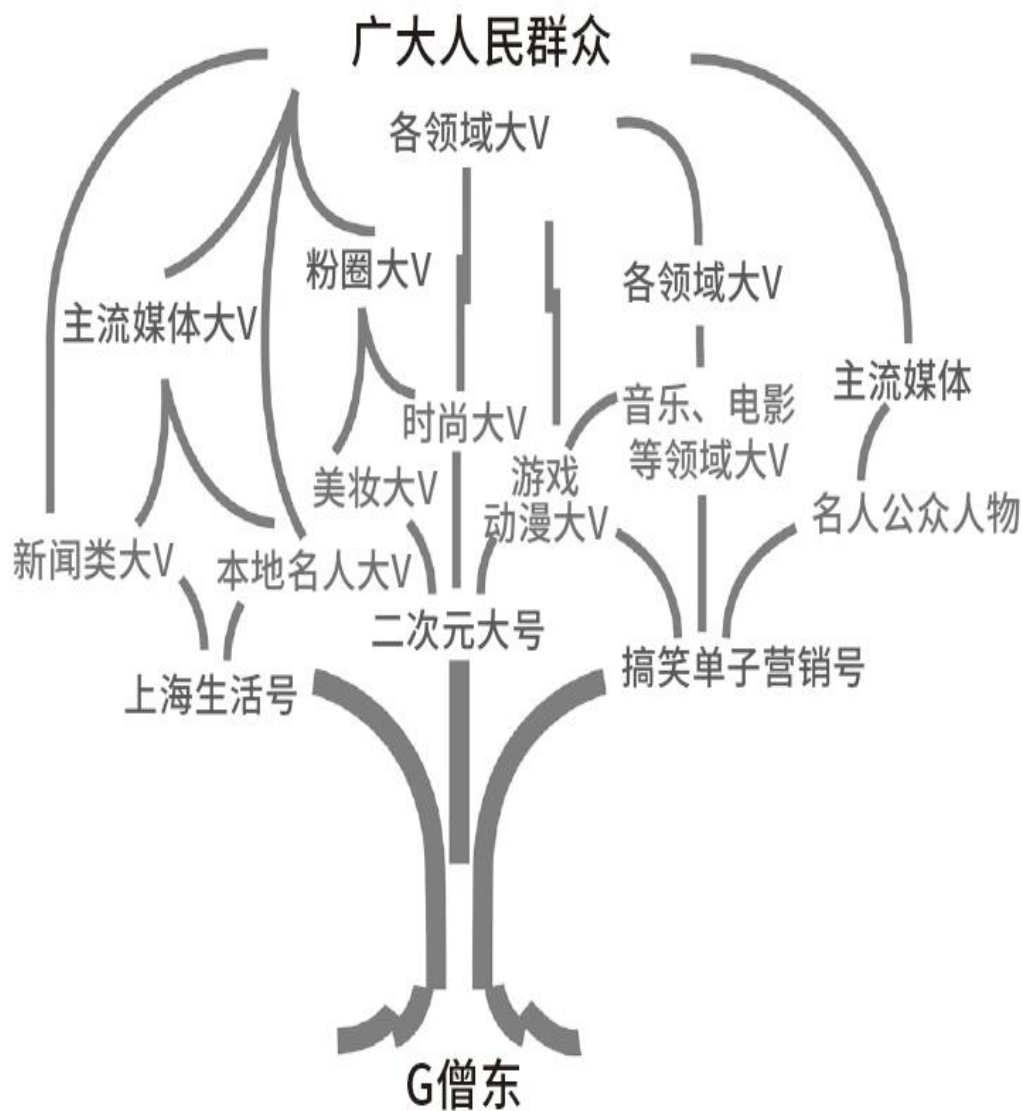 广大人民群众
各领域大V
粉圈大V
各领域大V
主流媒体大V
主流媒体
时尚大V
音乐、电影
等领域大V
美妆大V
游戏
动漫大V
名人公众人物
新闻类大V
本地名人大V
二次元大号
搞笑单子营销号
上海生活号
G僧东